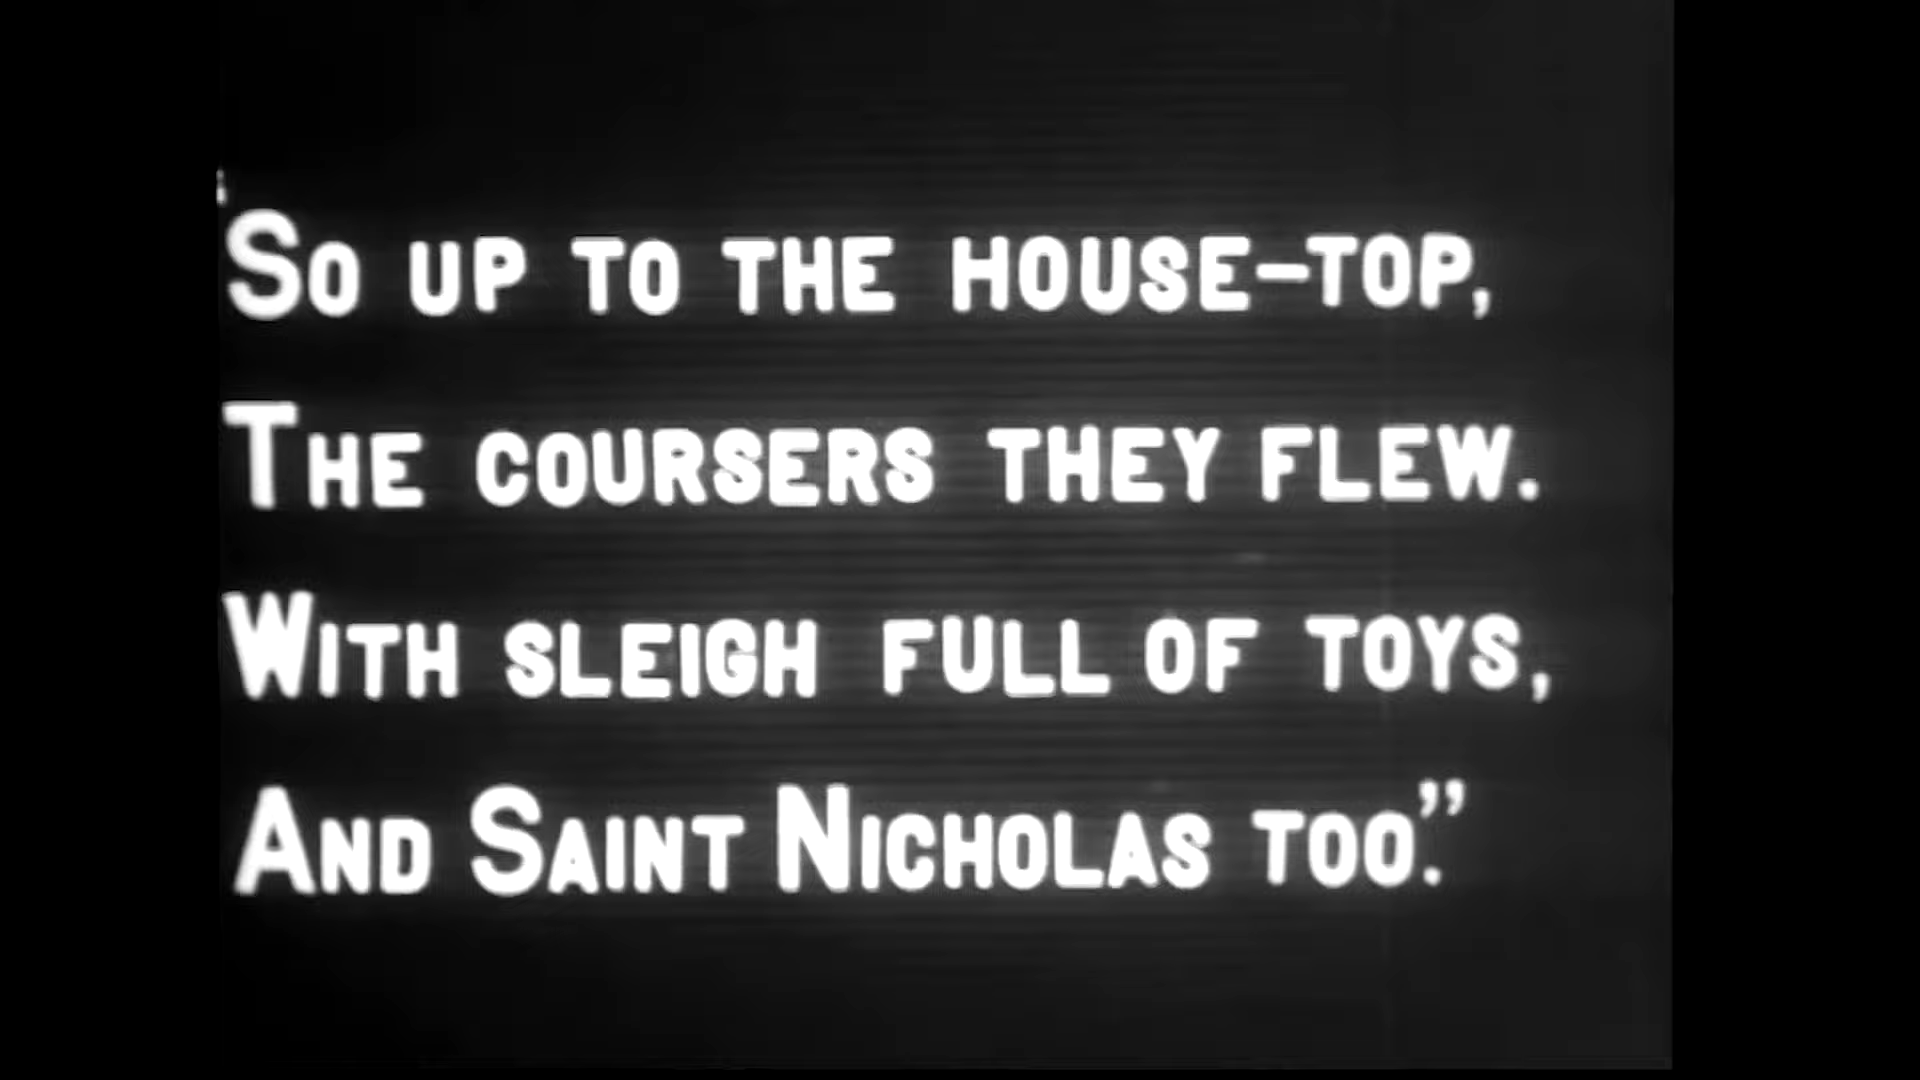 "So up to the house-top,
The coursers they flew.
With sleigh full of toys,
And Saint Nicholas too."